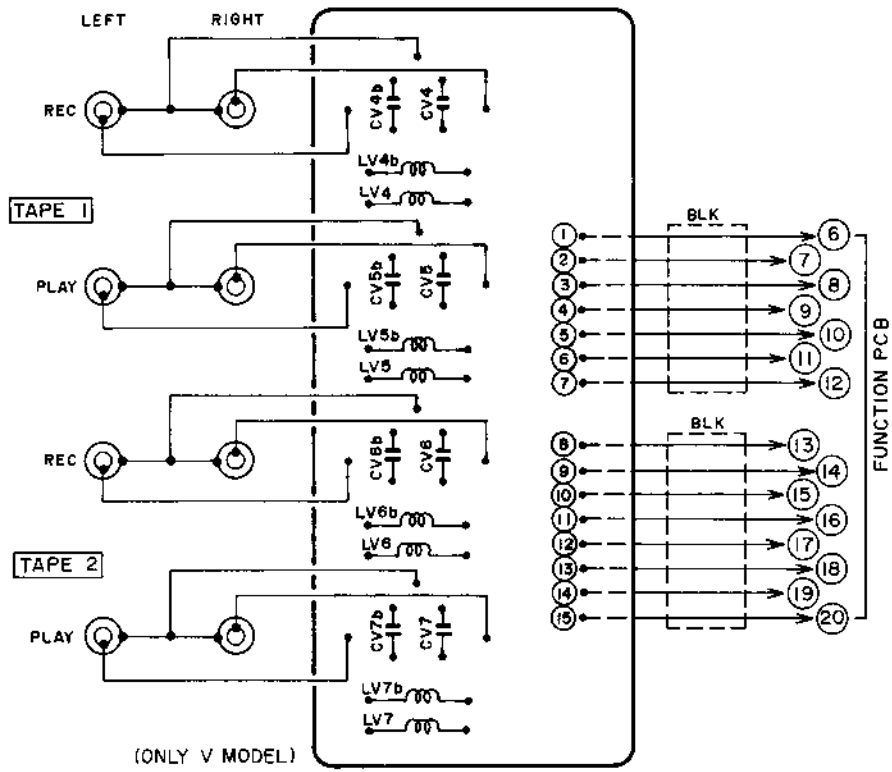 LEFT RIGHT
REC
CV4b
CV4
LV4b
LV4
TAPE 1
PLAY
CV5b
CV5
LV5b
LV5
REC
CV6b
CV6
LV6b
LV6
TAPE 2
PLAY
CV7b
CV7
LV7b
LV7
(ONLY V MODEL)
BLK
1 6
2 7
3 8
4 9
5 10
6 11
7 12
BLK
8 13
9 14
10 15
11 16
12 17
13 18
14 19
15 20
FUNCTION PCB